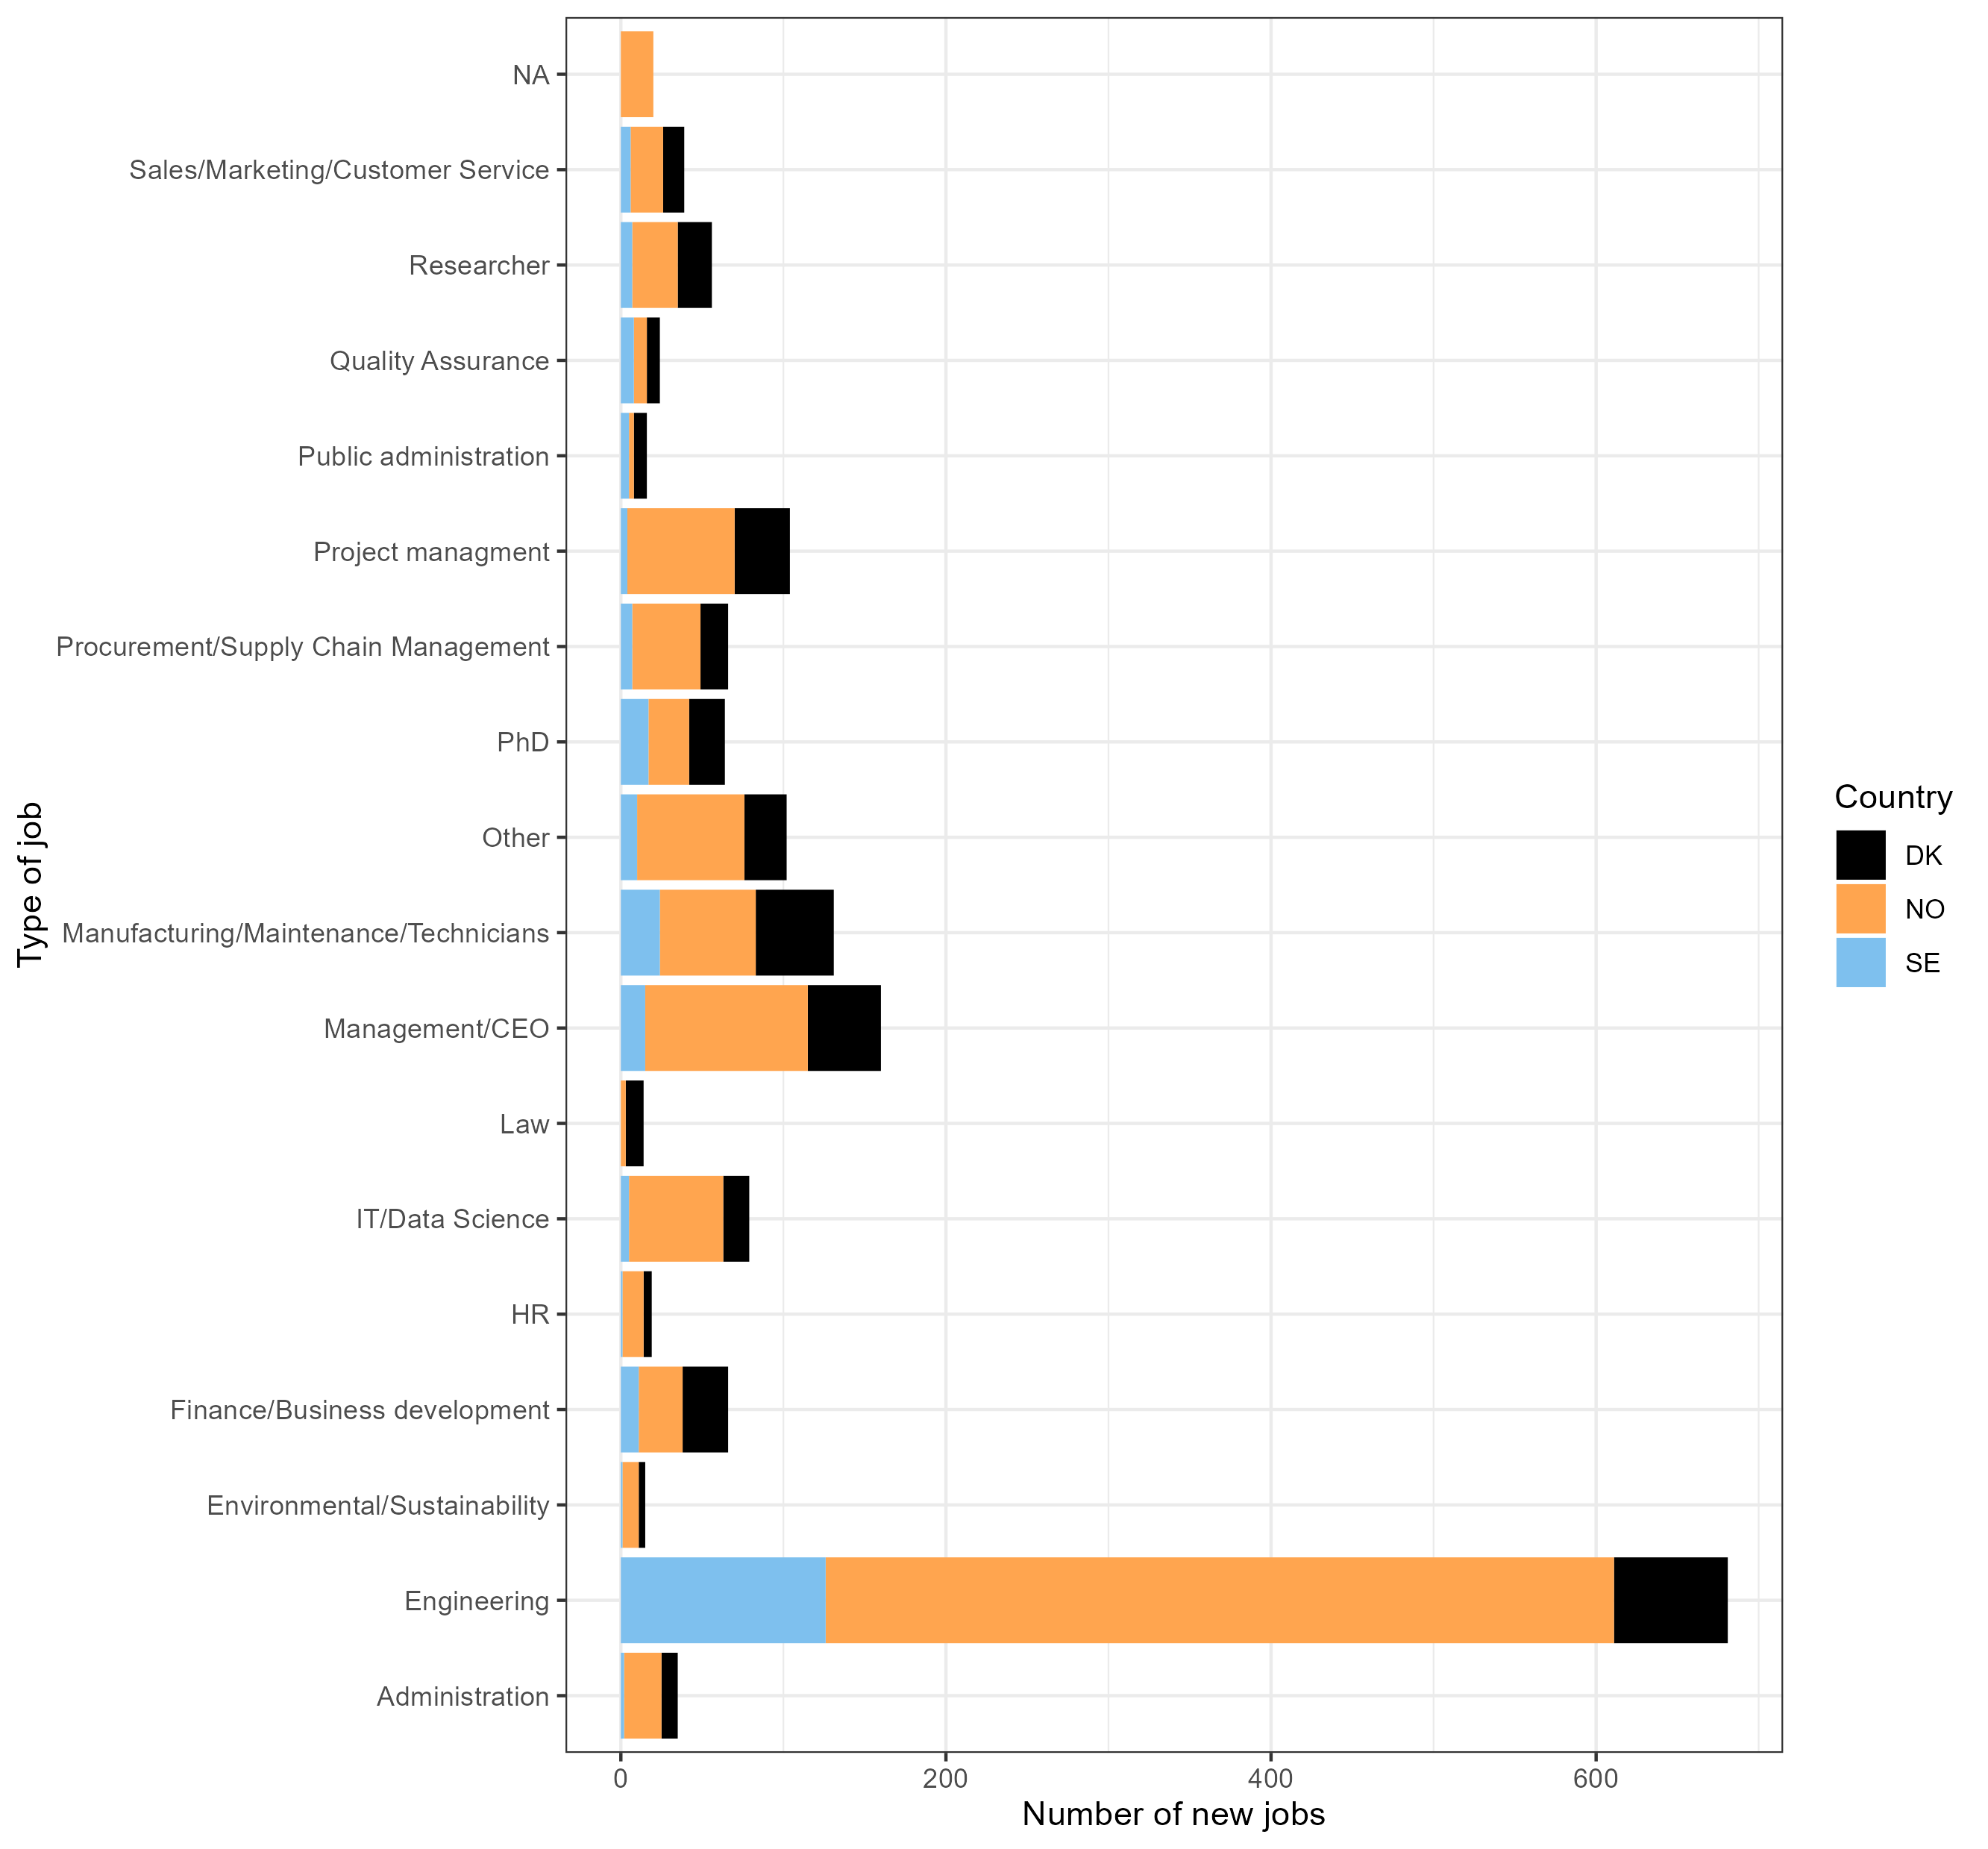 NA
Sales/Marketing/Customer Service
Researcher
Quality Assurance
Public administration
Project managment
Procurement/Supply Chain Management
PhD
Other
Manufacturing/Maintenance/Technicians
Management/CEO
Law
IT/Data Science
HR
Finance/Business development
Environmental/Sustainability
Engineering
Administration
Type of job
0 200 400 600
Number of new jobs
Country
DK
NO
SE